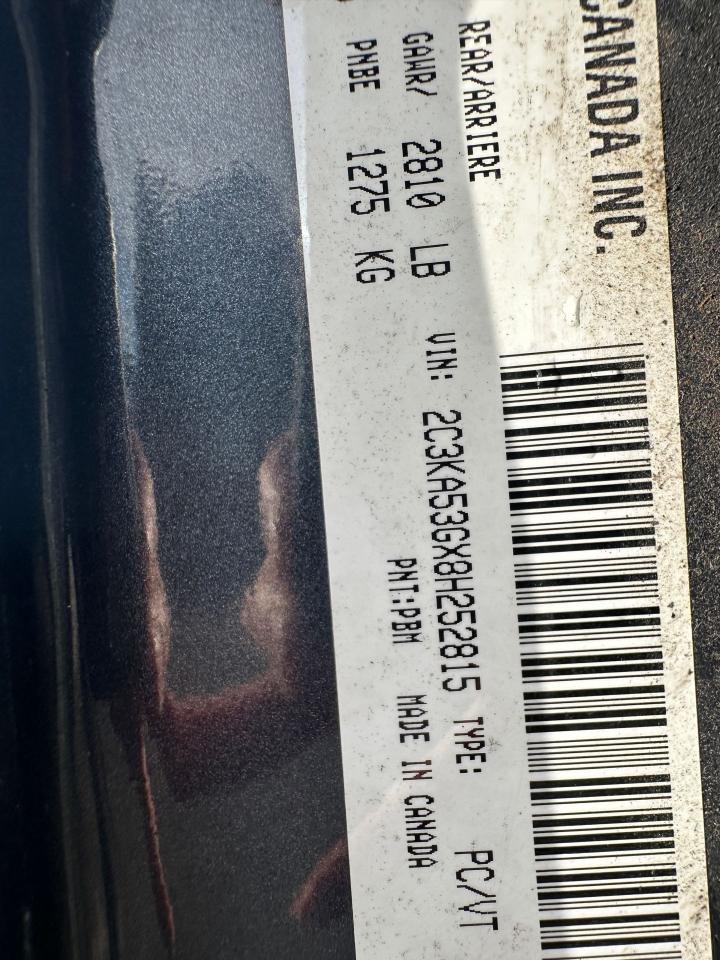 CANADA INC.
REAR/ARRIERE
GAWR/ 2810 LB
PNBE 1275 KG
VIN: 2C3KA53GX8H252815 TYPE: PC/VT
PNT:PBM MADE IN CANADA